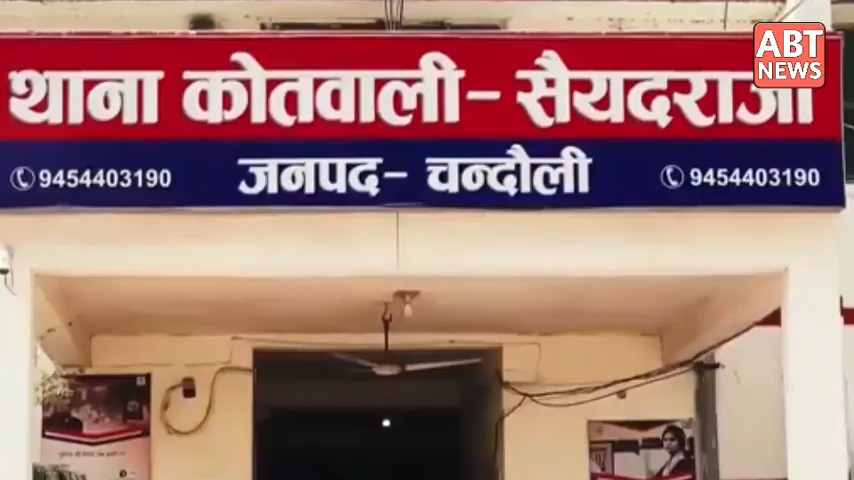 ABT
NEWS
थाना कोतवाली - सैयदराजा
जनपद - चन्दौली
9454403190
9454403190